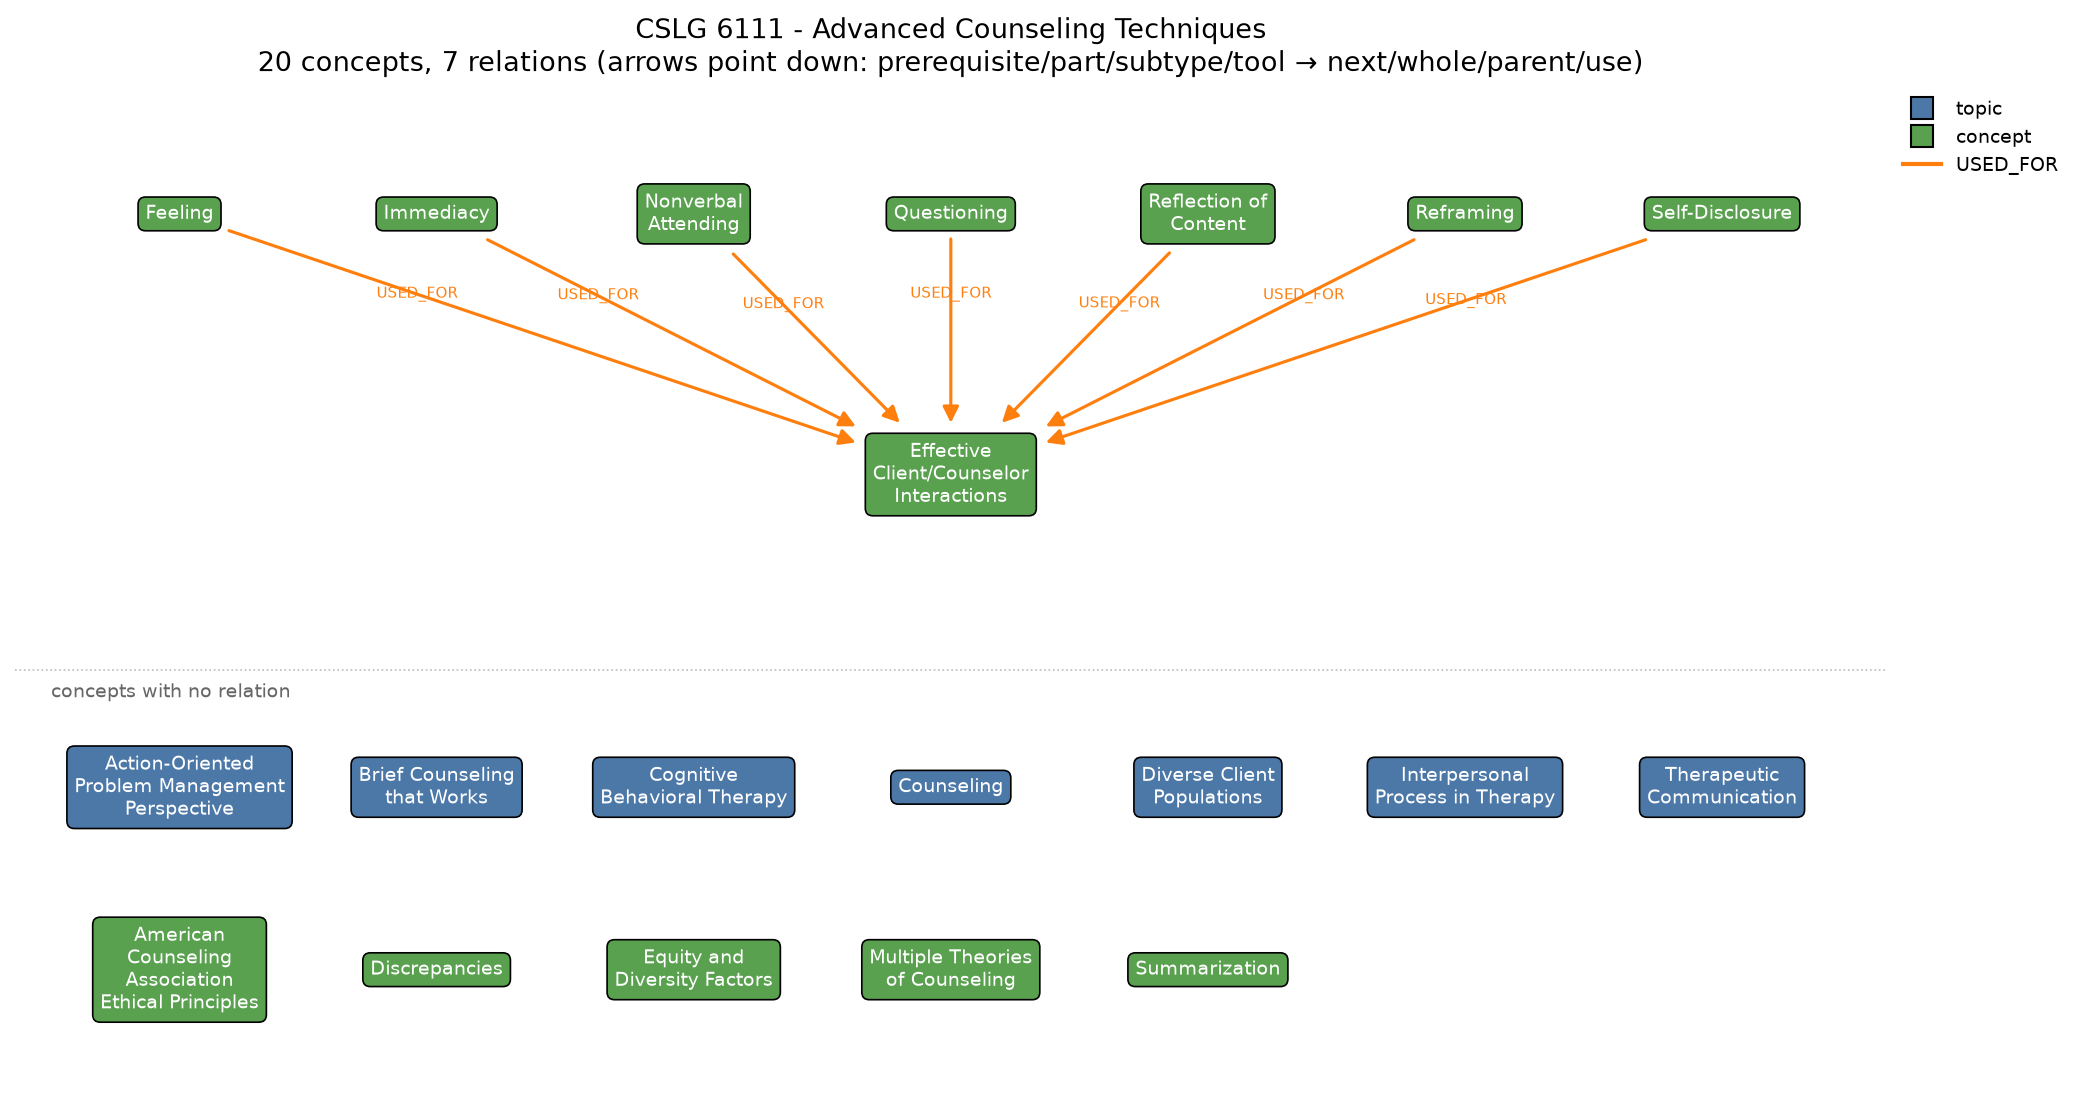 CSLG 6111 - Advanced Counseling Techniques
20 concepts, 7 relations (arrows point down: prerequisite/part/subtype/tool → next/whole/parent/use)
topic
concept
USED_FOR
Feeling
Immediacy
Nonverbal
Attending
Questioning
Reflection of
Content
Reframing
Self-Disclosure
USED_FOR
USED_FOR
USED_FOR
USED_FOR
USED_FOR
USED_FOR
USED_FOR
Effective
Client/Counselor
Interactions
concepts with no relation
Action-Oriented
Problem Management
Perspective
Brief Counseling
that Works
Cognitive
Behavioral Therapy
Counseling
Diverse Client
Populations
Interpersonal
Process in Therapy
Therapeutic
Communication
American
Counseling
Association
Ethical Principles
Discrepancies
Equity and
Diversity Factors
Multiple Theories
of Counseling
Summarization